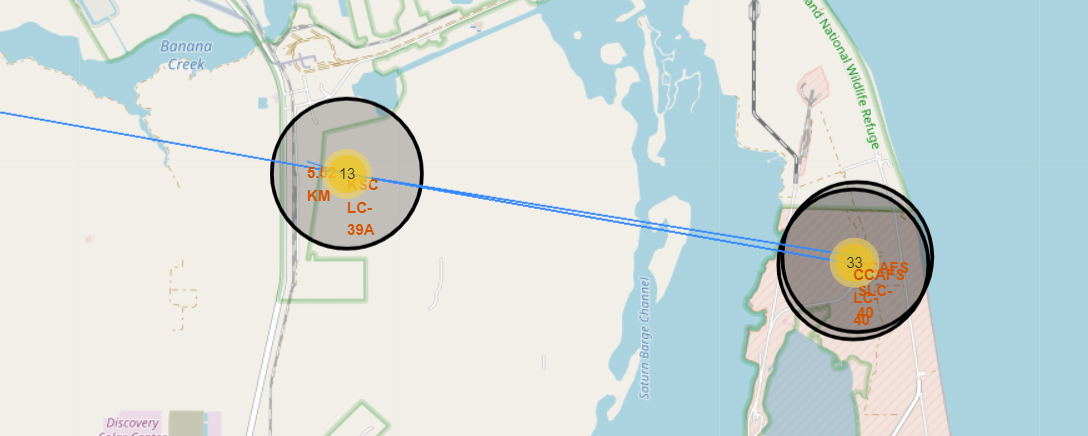 Banana
Creek
and National Wildlife Refuge
13
5.52
KM
KSC
LC-
39A
33
AFS
CCAFS
SLC-
LC-
40
40
Saturn Barge Channel
Discovery